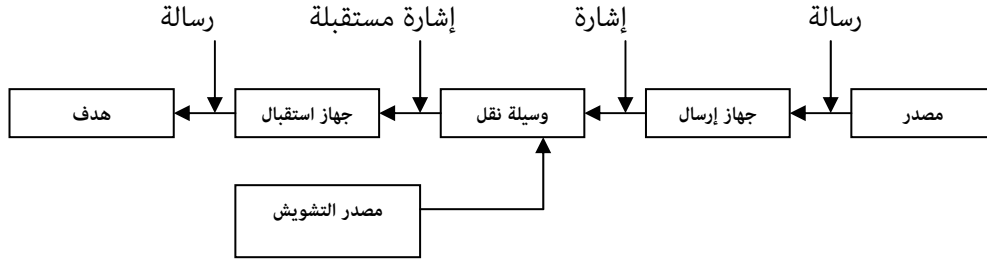 رسالة
إشارة
إشارة مستقبلة
رسالة
مصدر
جهاز إرسال
وسيلة نقل
جهاز استقبال
هدف
مصدر التشويش